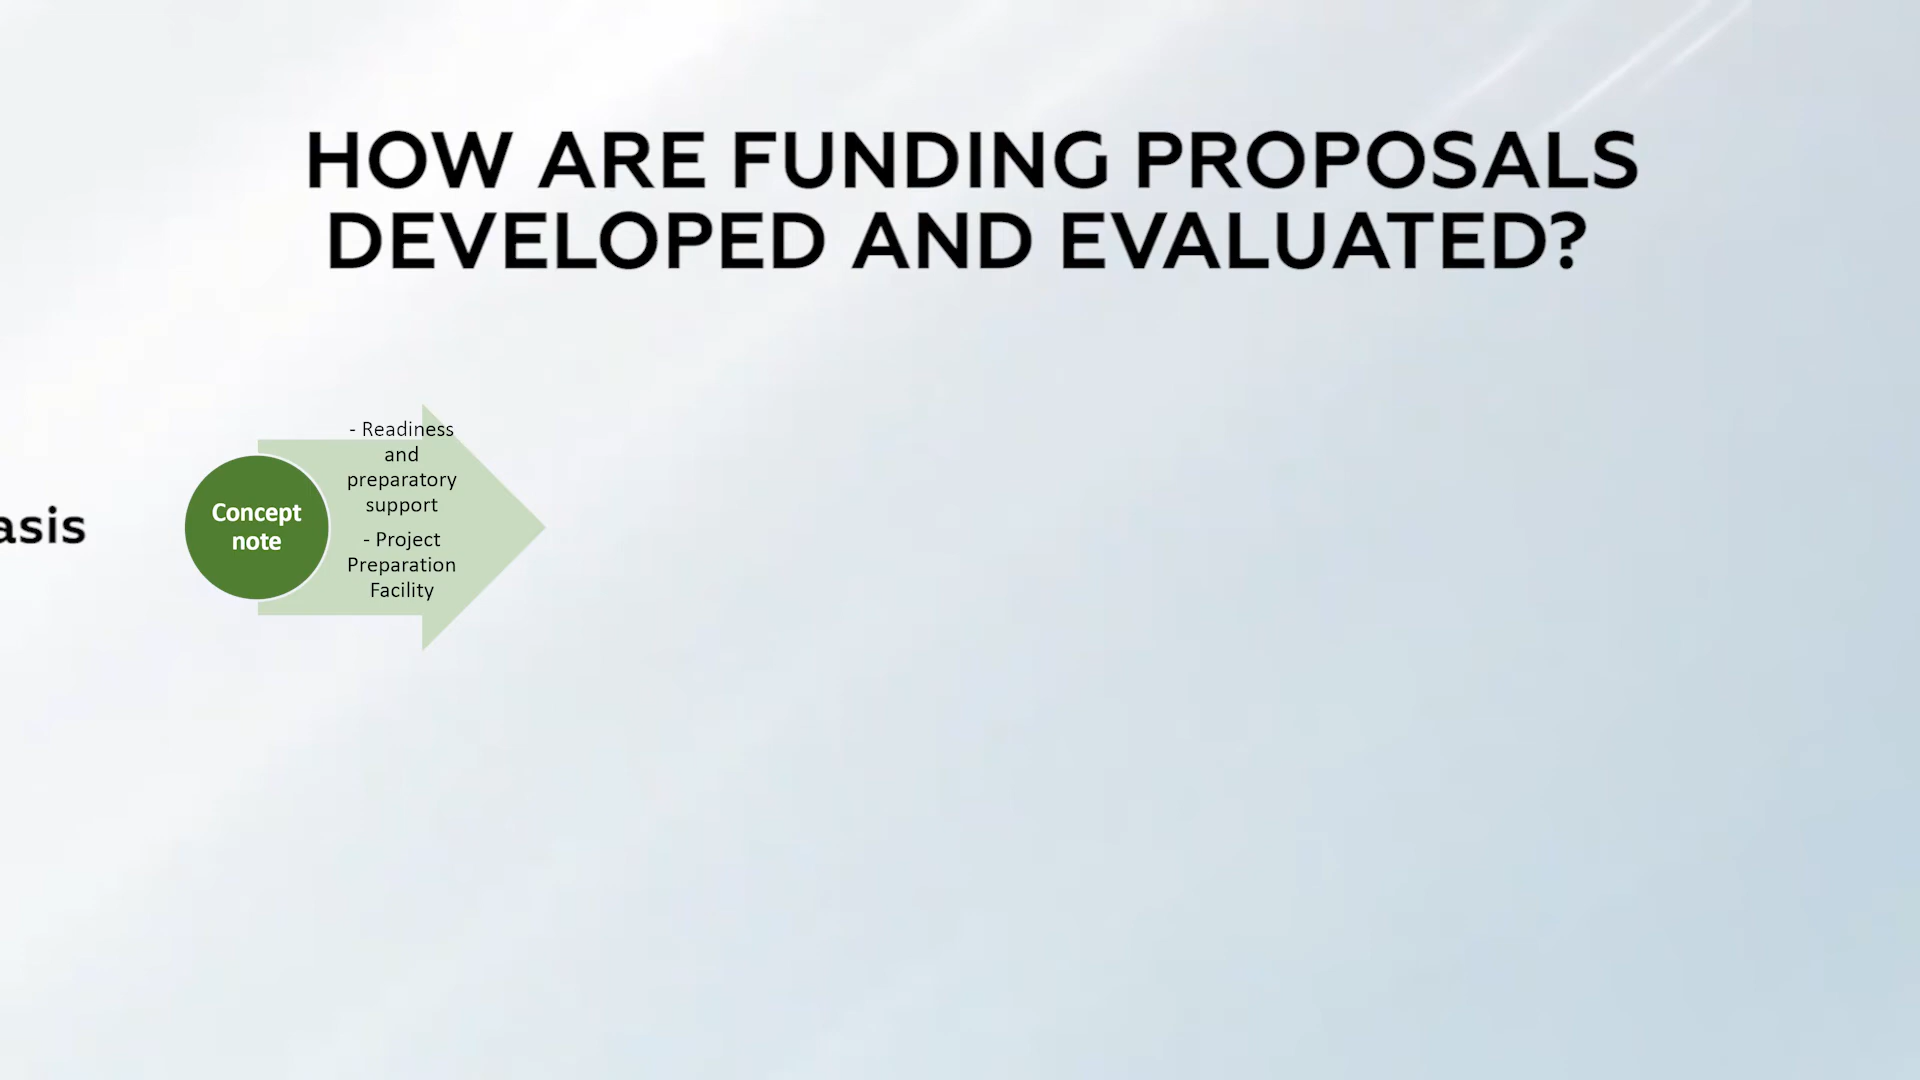 HOW ARE FUNDING PROPOSALS
DEVELOPED AND EVALUATED?
asis
Concept
note
- Readiness
and
preparatory
support
- Project
Preparation
Facility